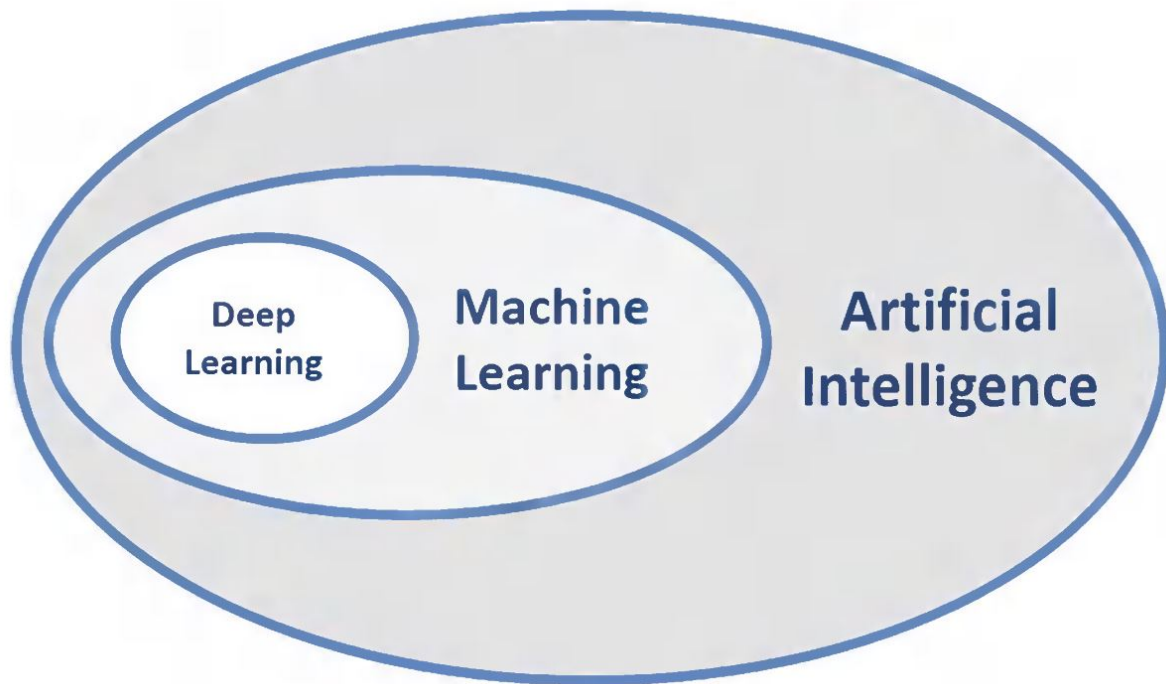 Deep
Learning
Machine
Learning
Artificial
Intelligence